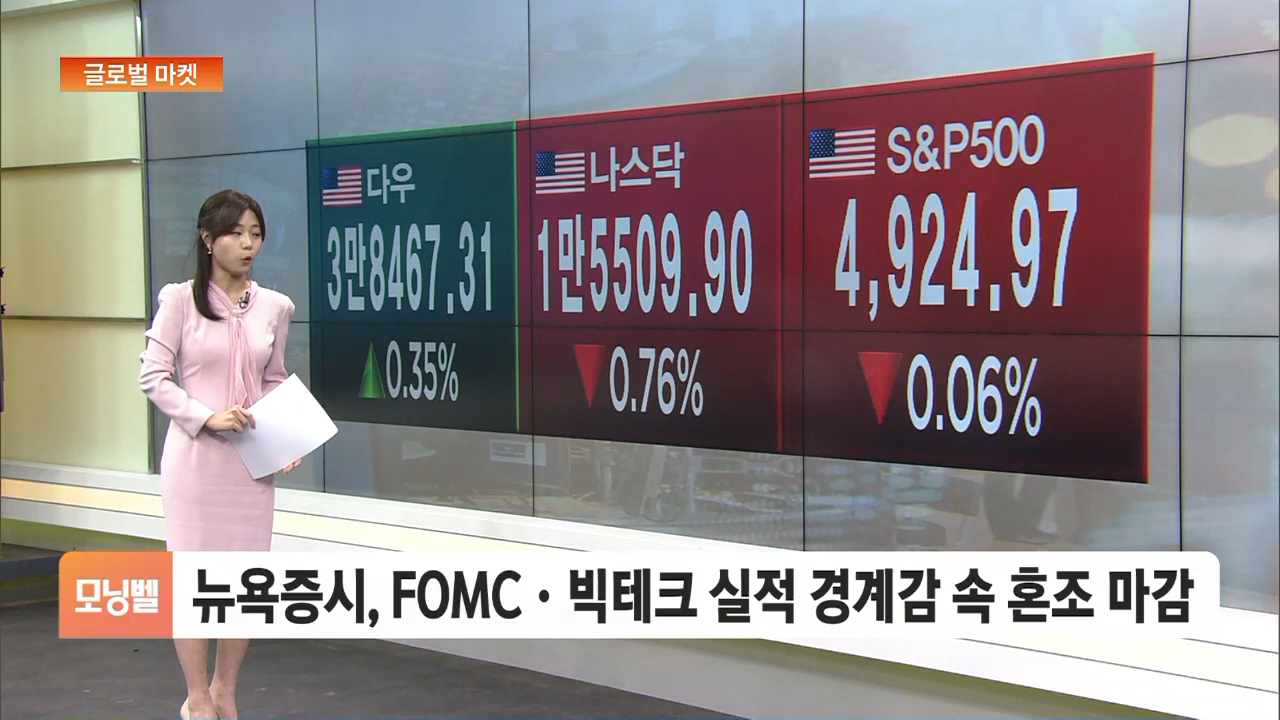 글로벌 마켓
다우
3만8467.31
0.35%
나스닥
1만5509.90
0.76%
S&P500
4,924.97
0.06%
모닝벨
뉴욕증시, FOMC · 빅테크 실적 경계감 속 혼조 마감